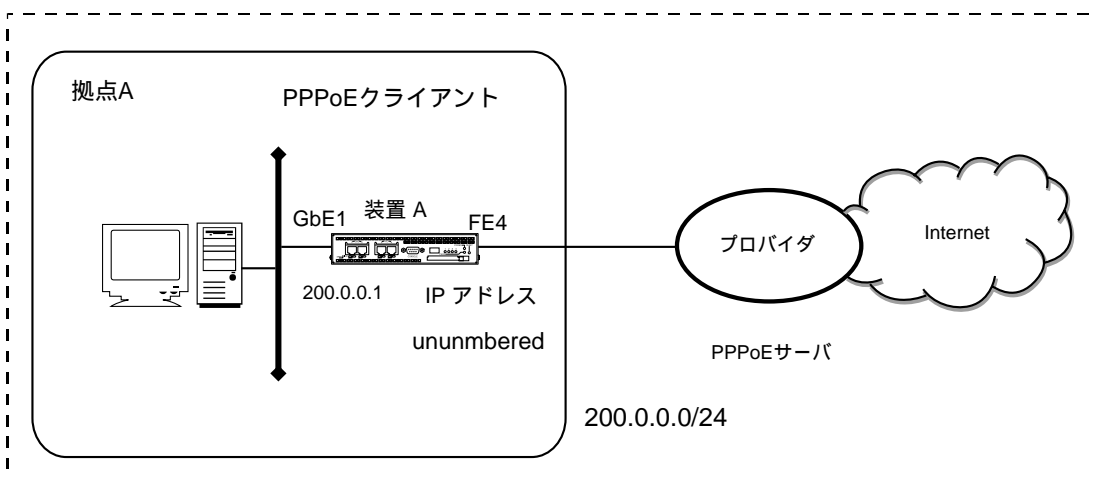 拠点A
PPPoEクライアント
GbE1
装置 A
FE4
200.0.0.1
IP アドレス
ununmbered
プロバイダ
Internet
PPPoEサーバ
200.0.0.0/24